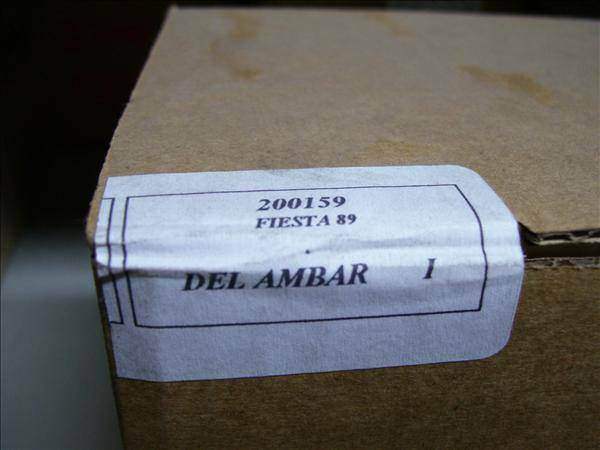 200159
FIESTA 89
DEL AMBAR I